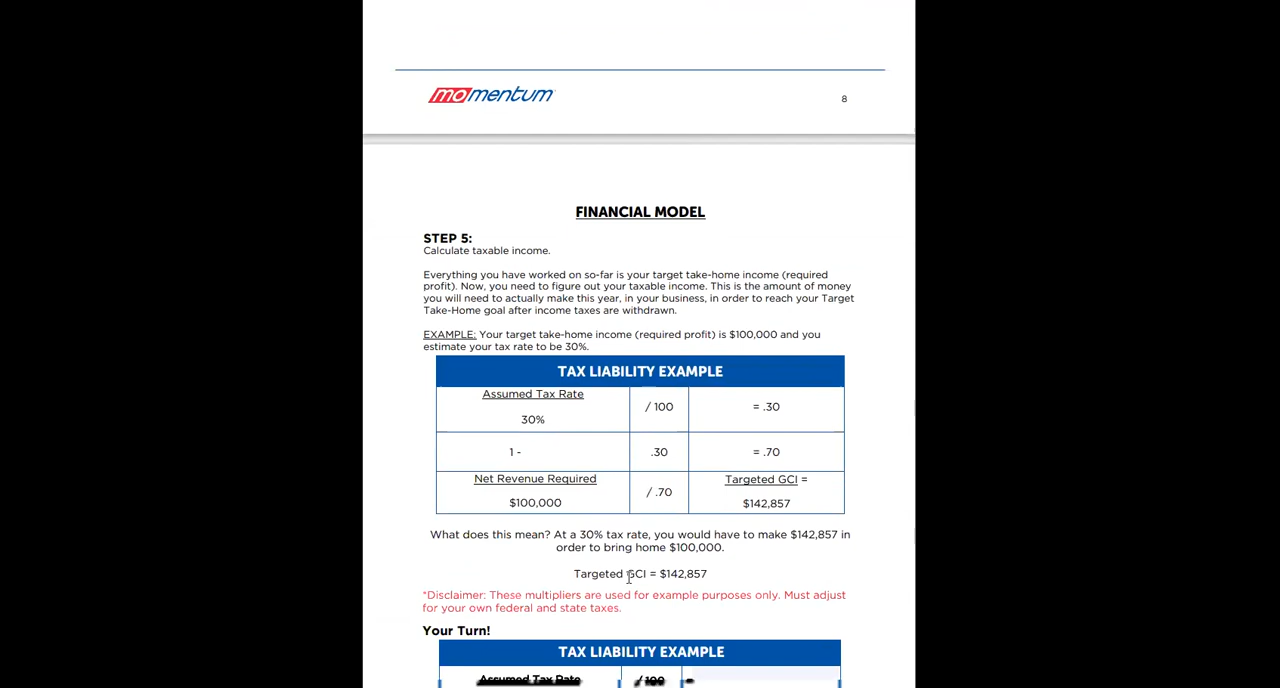 momentum
8
FINANCIAL MODEL
STEP 5:
Calculate taxable income.
Everything you have worked on so-far is your target take-home income (required
profit). Now, you need to figure out your taxable income. This is the amount of money
you will need to actually make this year, in your business, in order to reach your Target
Take-Home goal after income taxes are withdrawn.
EXAMPLE: Your target take-home income (required profit) is $100,000 and you
estimate your tax rate to be 30%.
TAX LIABILITY EXAMPLE
Assumed Tax Rate
30%
/ 100
= .30
1 -
.30
= .70
Net Revenue Required
$100,000
/ .70
Targeted GCI =
$142,857
What does this mean? At a 30% tax rate, you would have to make $142,857 in
order to bring home $100,000.
Targeted GCI = $142,857
*Disclaimer: These multipliers are used for example purposes only. Must adjust
for your own federal and state taxes.
Your Turn!
TAX LIABILITY EXAMPLE
Assumed Tax Rate
/ 100
=